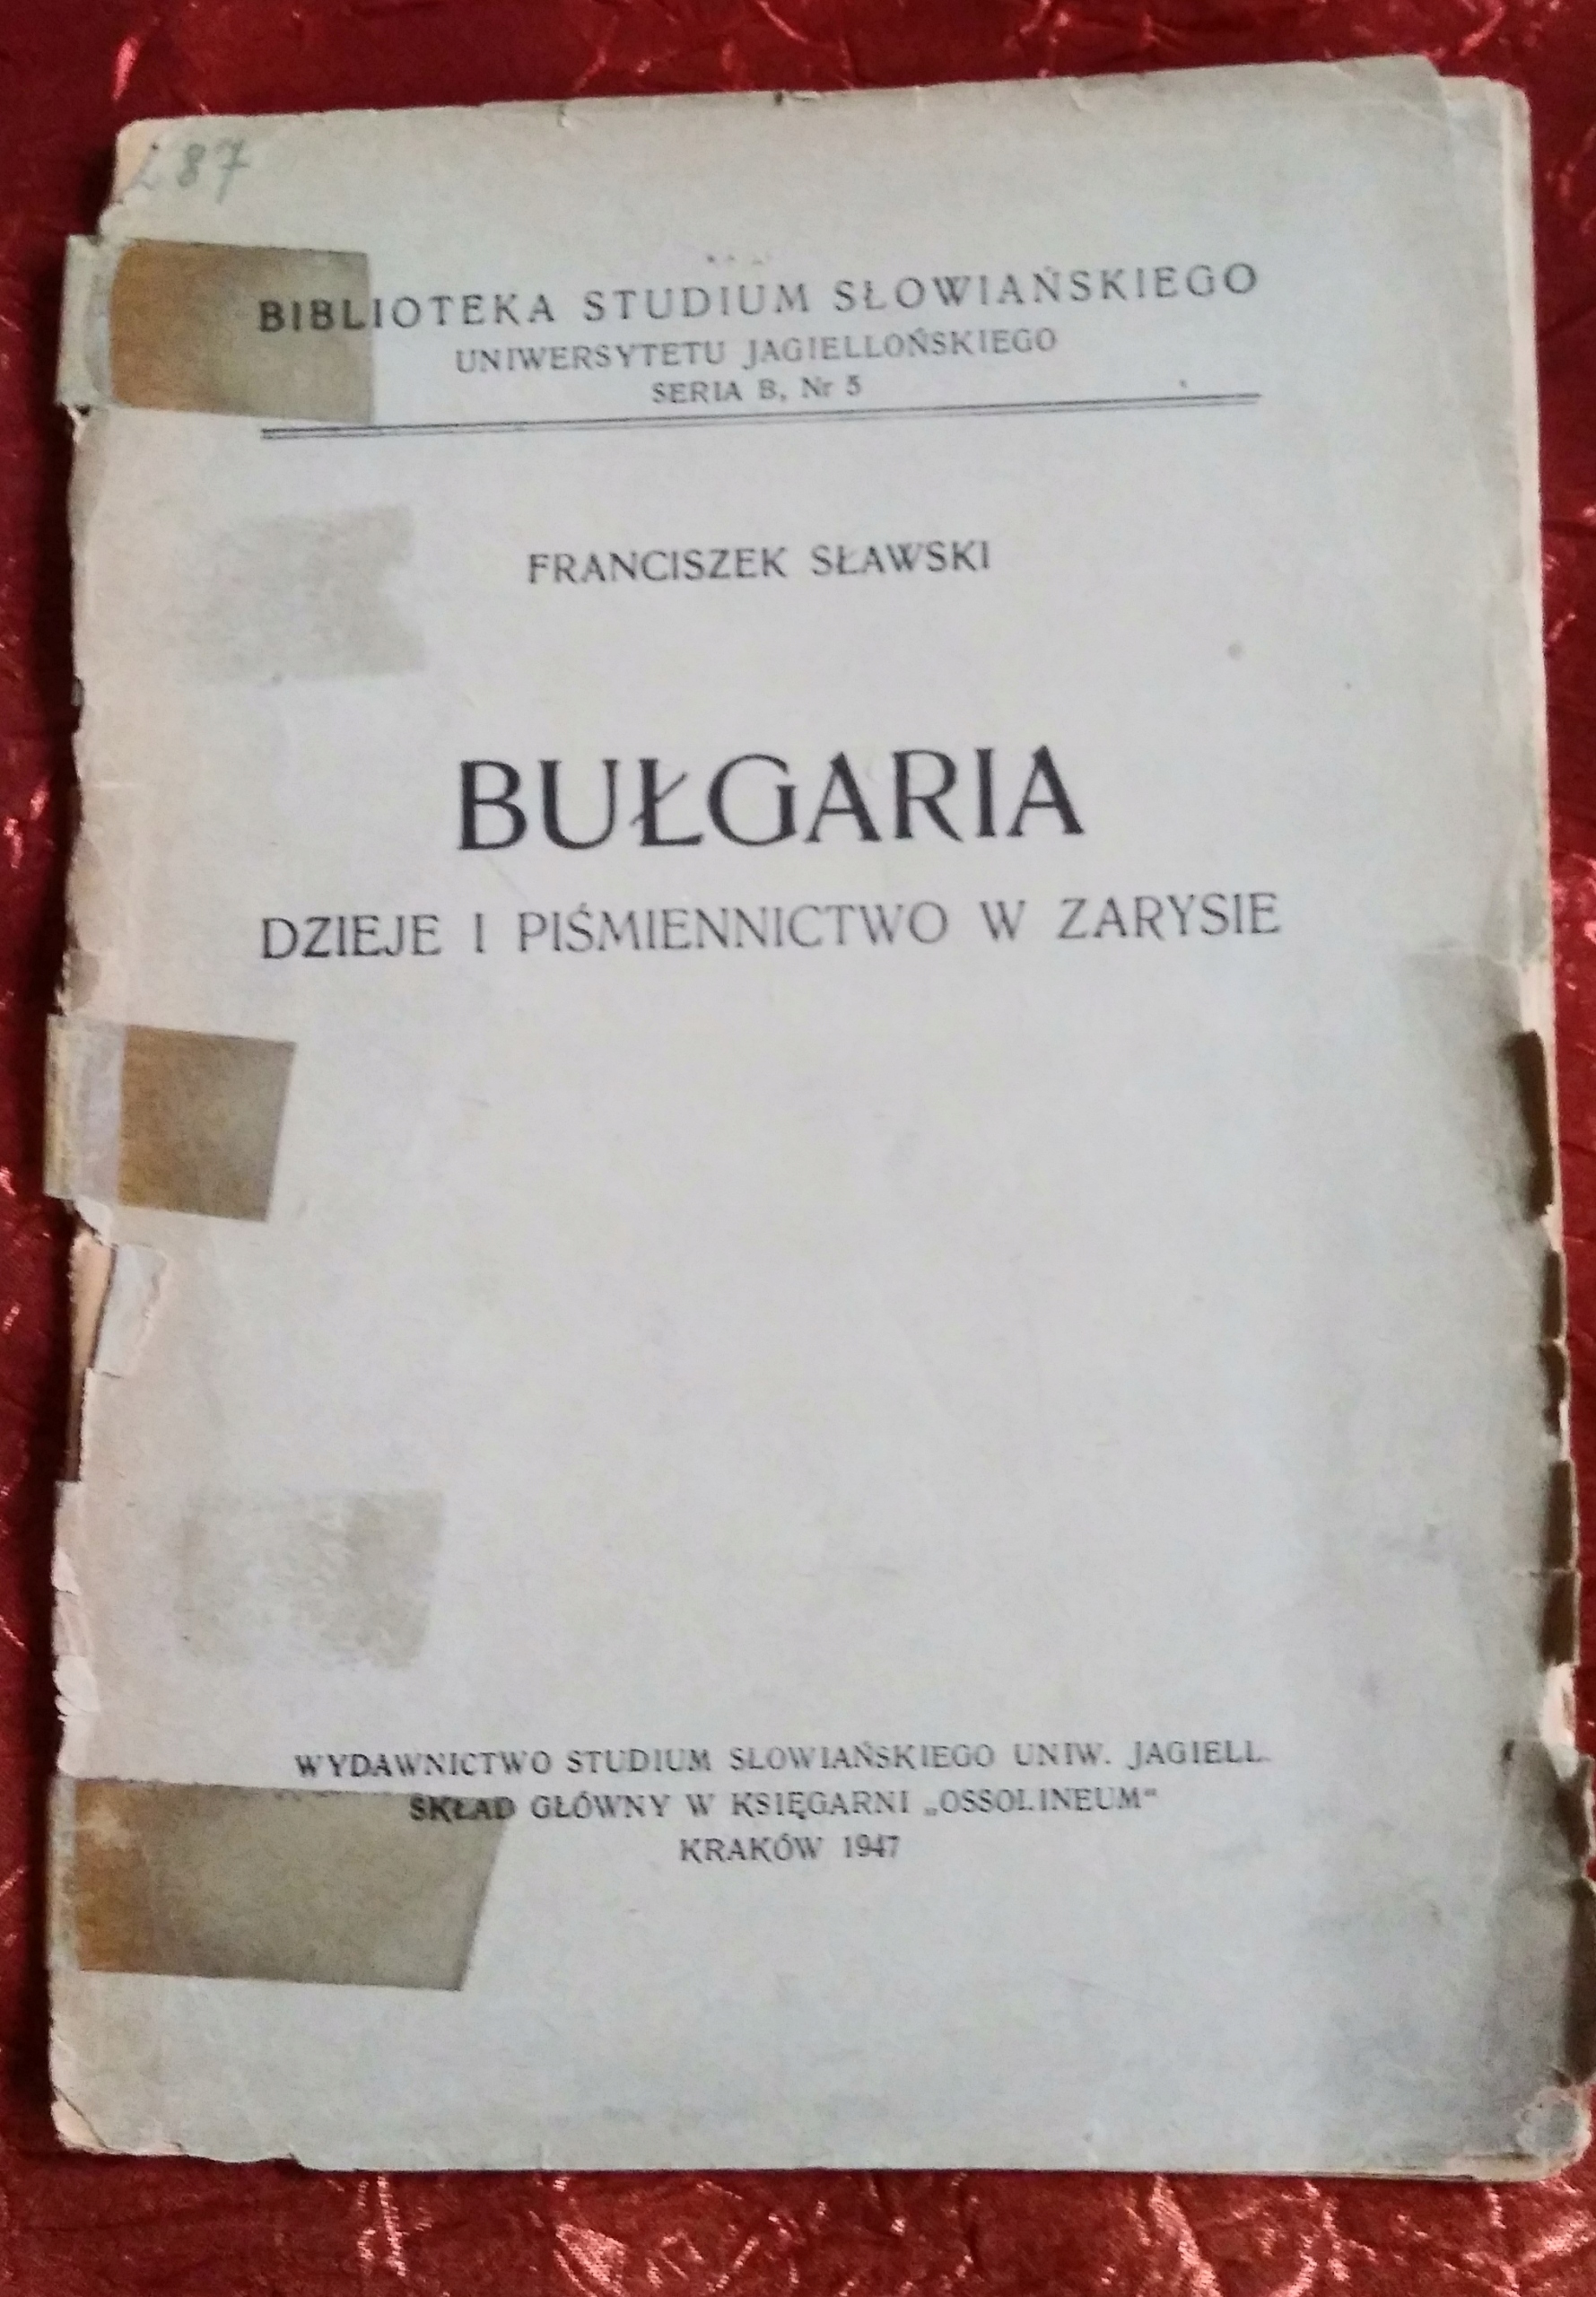 87
BIBLIOTEKA STUDIUM SŁOWIAŃSKIEGO
UNIWERSYTETU JAGIELLOŃSKIEGO
SERIA B, Nr 5
FRANCISZEK SŁAWSKI
BUŁGARIA
DZIEJE I PIŚMIENNICTWO W ZARYSIE
WYDAWNICTWO STUDIUM SŁOWIAŃSKIEGO UNIW. JAGIELL.
SKŁAD GŁÓWNY W KSIĘGARNI „OSSOLINEUM“
KRAKÓW 1947